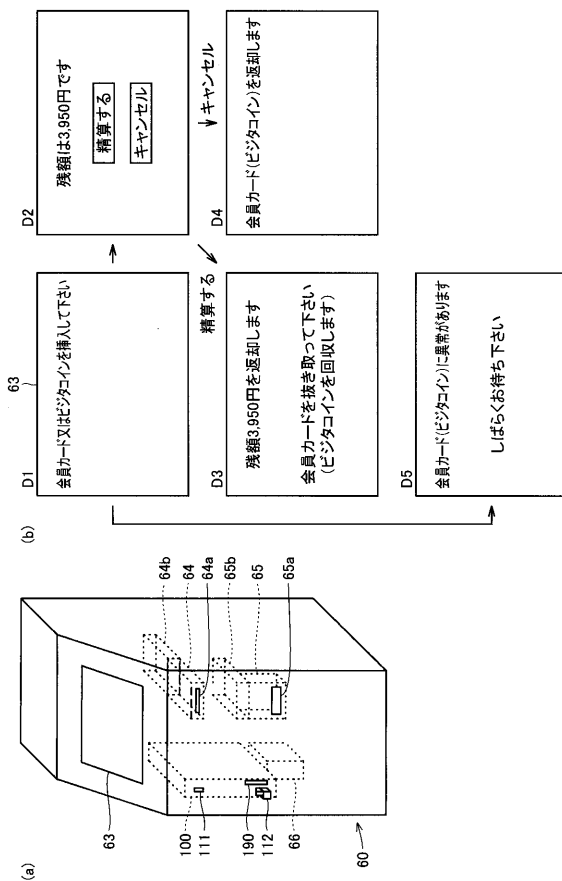 (a)
64b
64
64a
65b
65
65a
63
100
111
190
112
66
60
(b)
D1
63
会員カード又はビジタコインを挿入して下さい
D2
残額は3,950円です
精算する
キャンセル
精算する
キャンセル
D3
残額3,950円を返却します
会員カードを抜き取って下さい
(ビジタコインを回収します)
D4
会員カード(ビジタコイン)を返却します
D5
会員カード(ビジタコイン)に異常があります
しばらくお待ち下さい